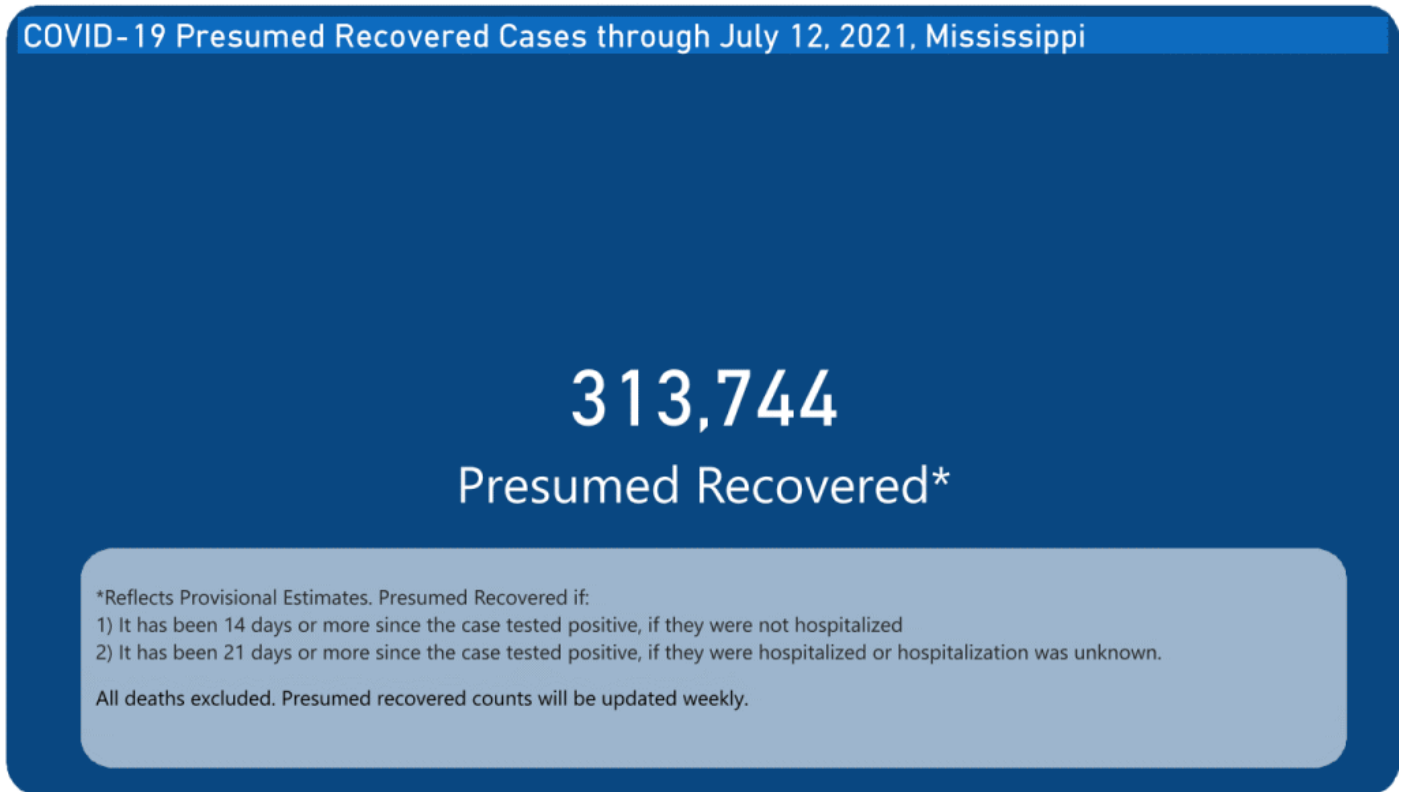 COVID-19 Presumed Recovered Cases through July 12, 2021, Mississippi
313,744
Presumed Recovered*
*Reflects Provisional Estimates. Presumed Recovered if:
1) It has been 14 days or more since the case tested positive, if they were not hospitalized
2) It has been 21 days or more since the case tested positive, if they were hospitalized or hospitalization was unknown.
All deaths excluded. Presumed recovered counts will be updated weekly.